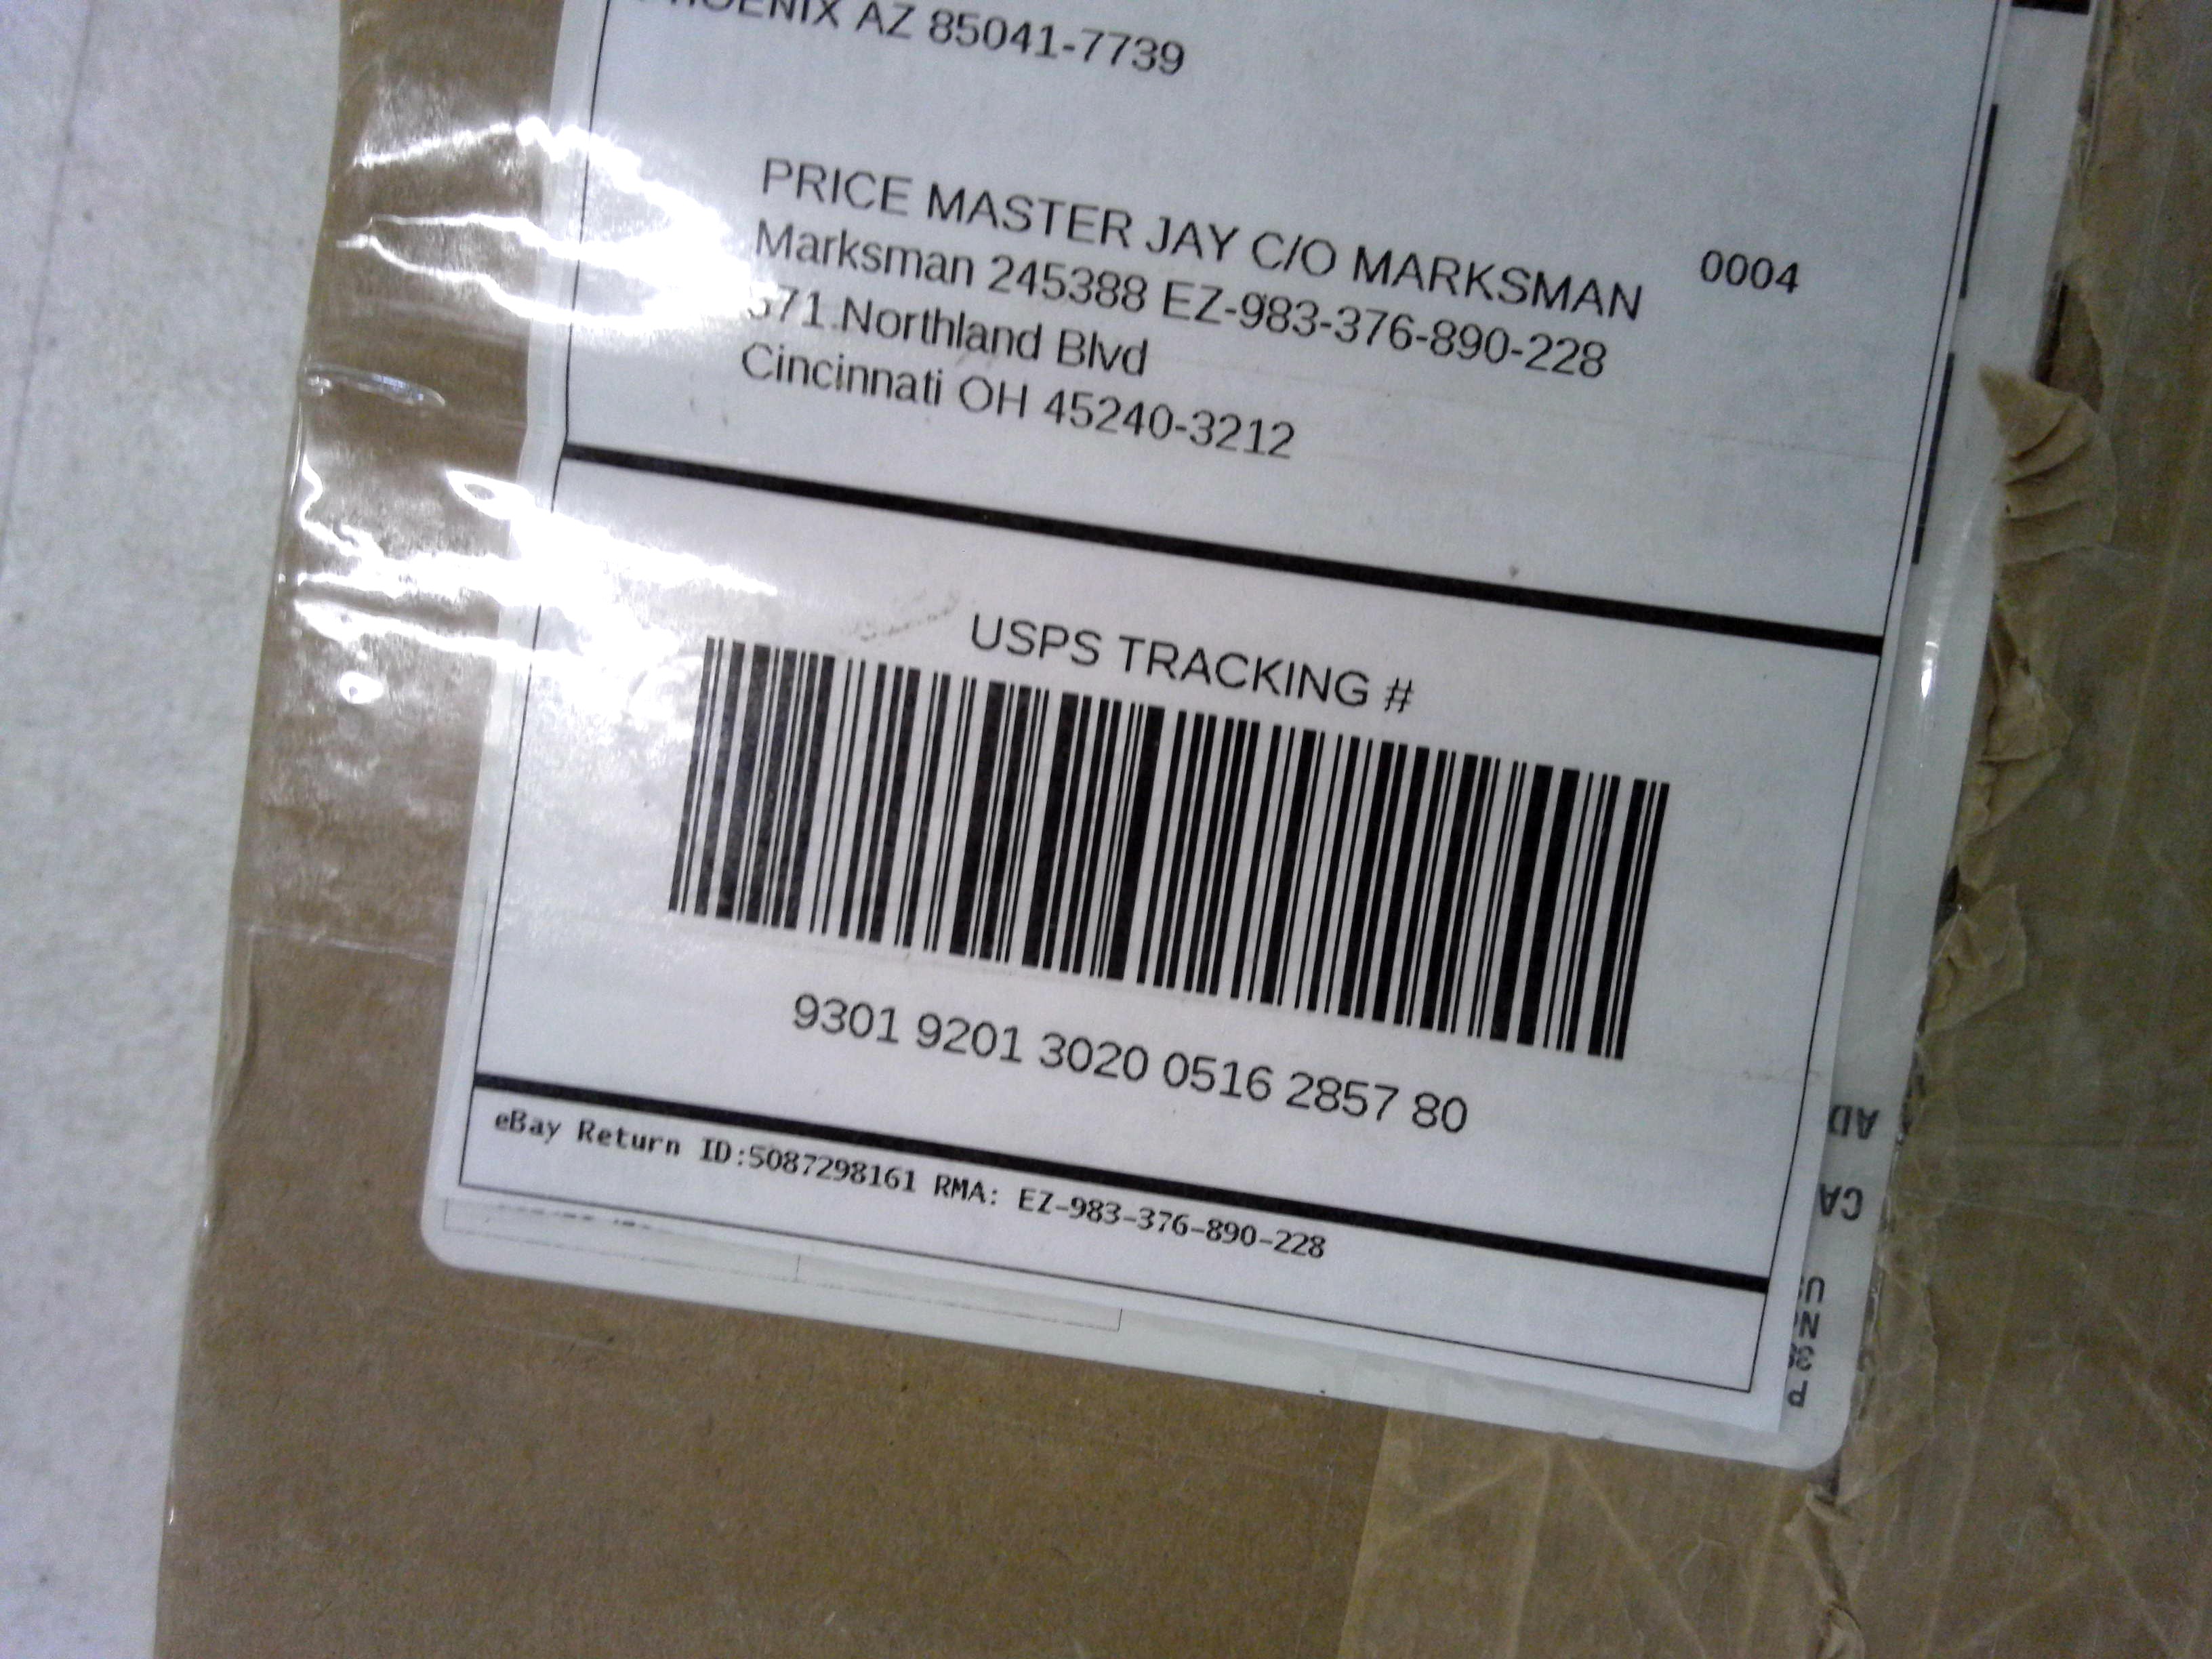 PHOENIX AZ 85041-7739
PRICE MASTER JAY C/O MARKSMAN 0004
Marksman 245388 EZ-983-376-890-228
Northland Blvd
Cincinnati OH 45240-3212
USPS TRACKING #
9301 9201 3020 0516 2857 80
eBay Return ID:5087298161 RMA: EZ-983-376-890-228
AD
CA